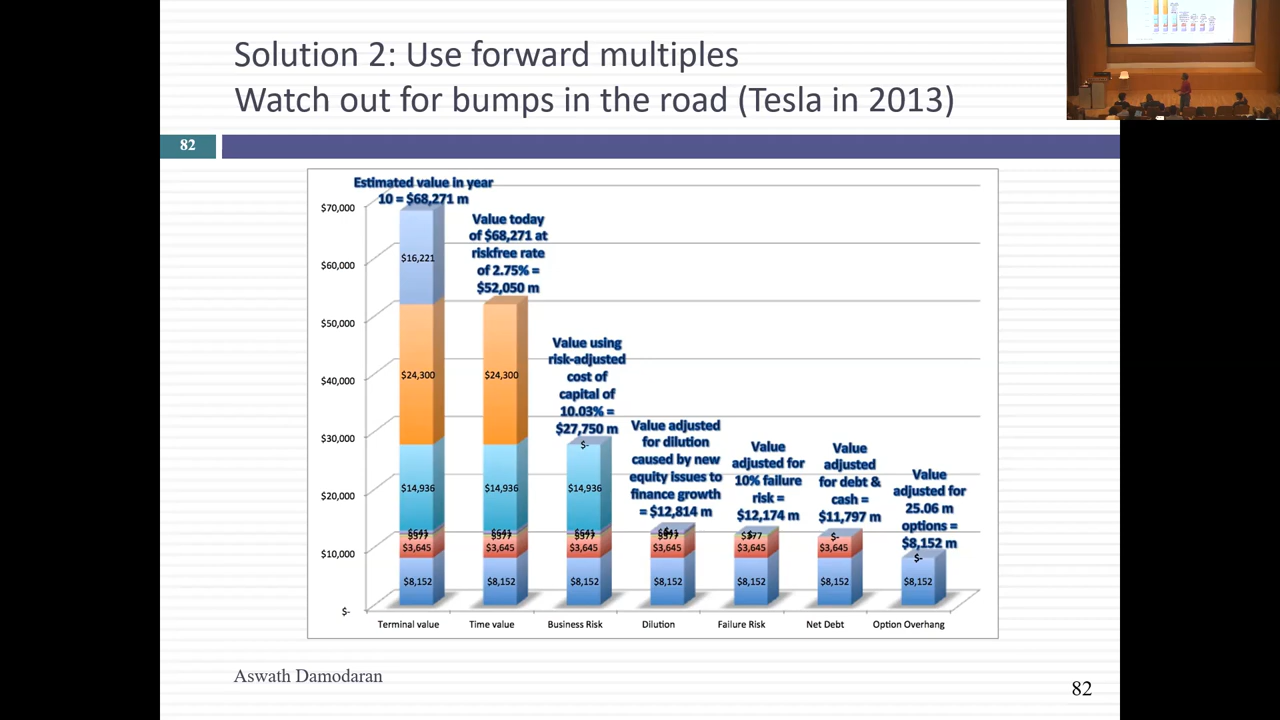 Solution 2: Use forward multiples
Watch out for bumps in the road (Tesla in 2013)
82
Estimated value in year
10 = $68,271 m
Value today
of $68,271 at
riskfree rate
of 2.75% =
$52,050 m
Value using
risk-adjusted
cost of
capital of
10.03% =
$27,750 m
Value adjusted
for dilution
caused by new
equity issues to
finance growth
= $12,814 m
Value
adjusted for
10% failure
risk =
$12,174 m
Value
adjusted
for debt &
cash =
$11,797 m
Value
adjusted for
25.06 m
options =
$8,152 m
$70,000
$60,000
$50,000
$40,000
$30,000
$20,000
$10,000
$-
$16,221
$24,300 $24,300
$14,936 $14,936 $14,936
$641 $641 $641 $-
$577 $577 $577 $577 $377 $-
$3,645 $3,645 $3,645 $3,645 $3,645 $3,645 $-
$8,152 $8,152 $8,152 $8,152 $8,152 $8,152 $8,152
Terminal value Time value Business Risk Dilution Failure Risk Net Debt Option Overhang
Aswath Damodaran
82